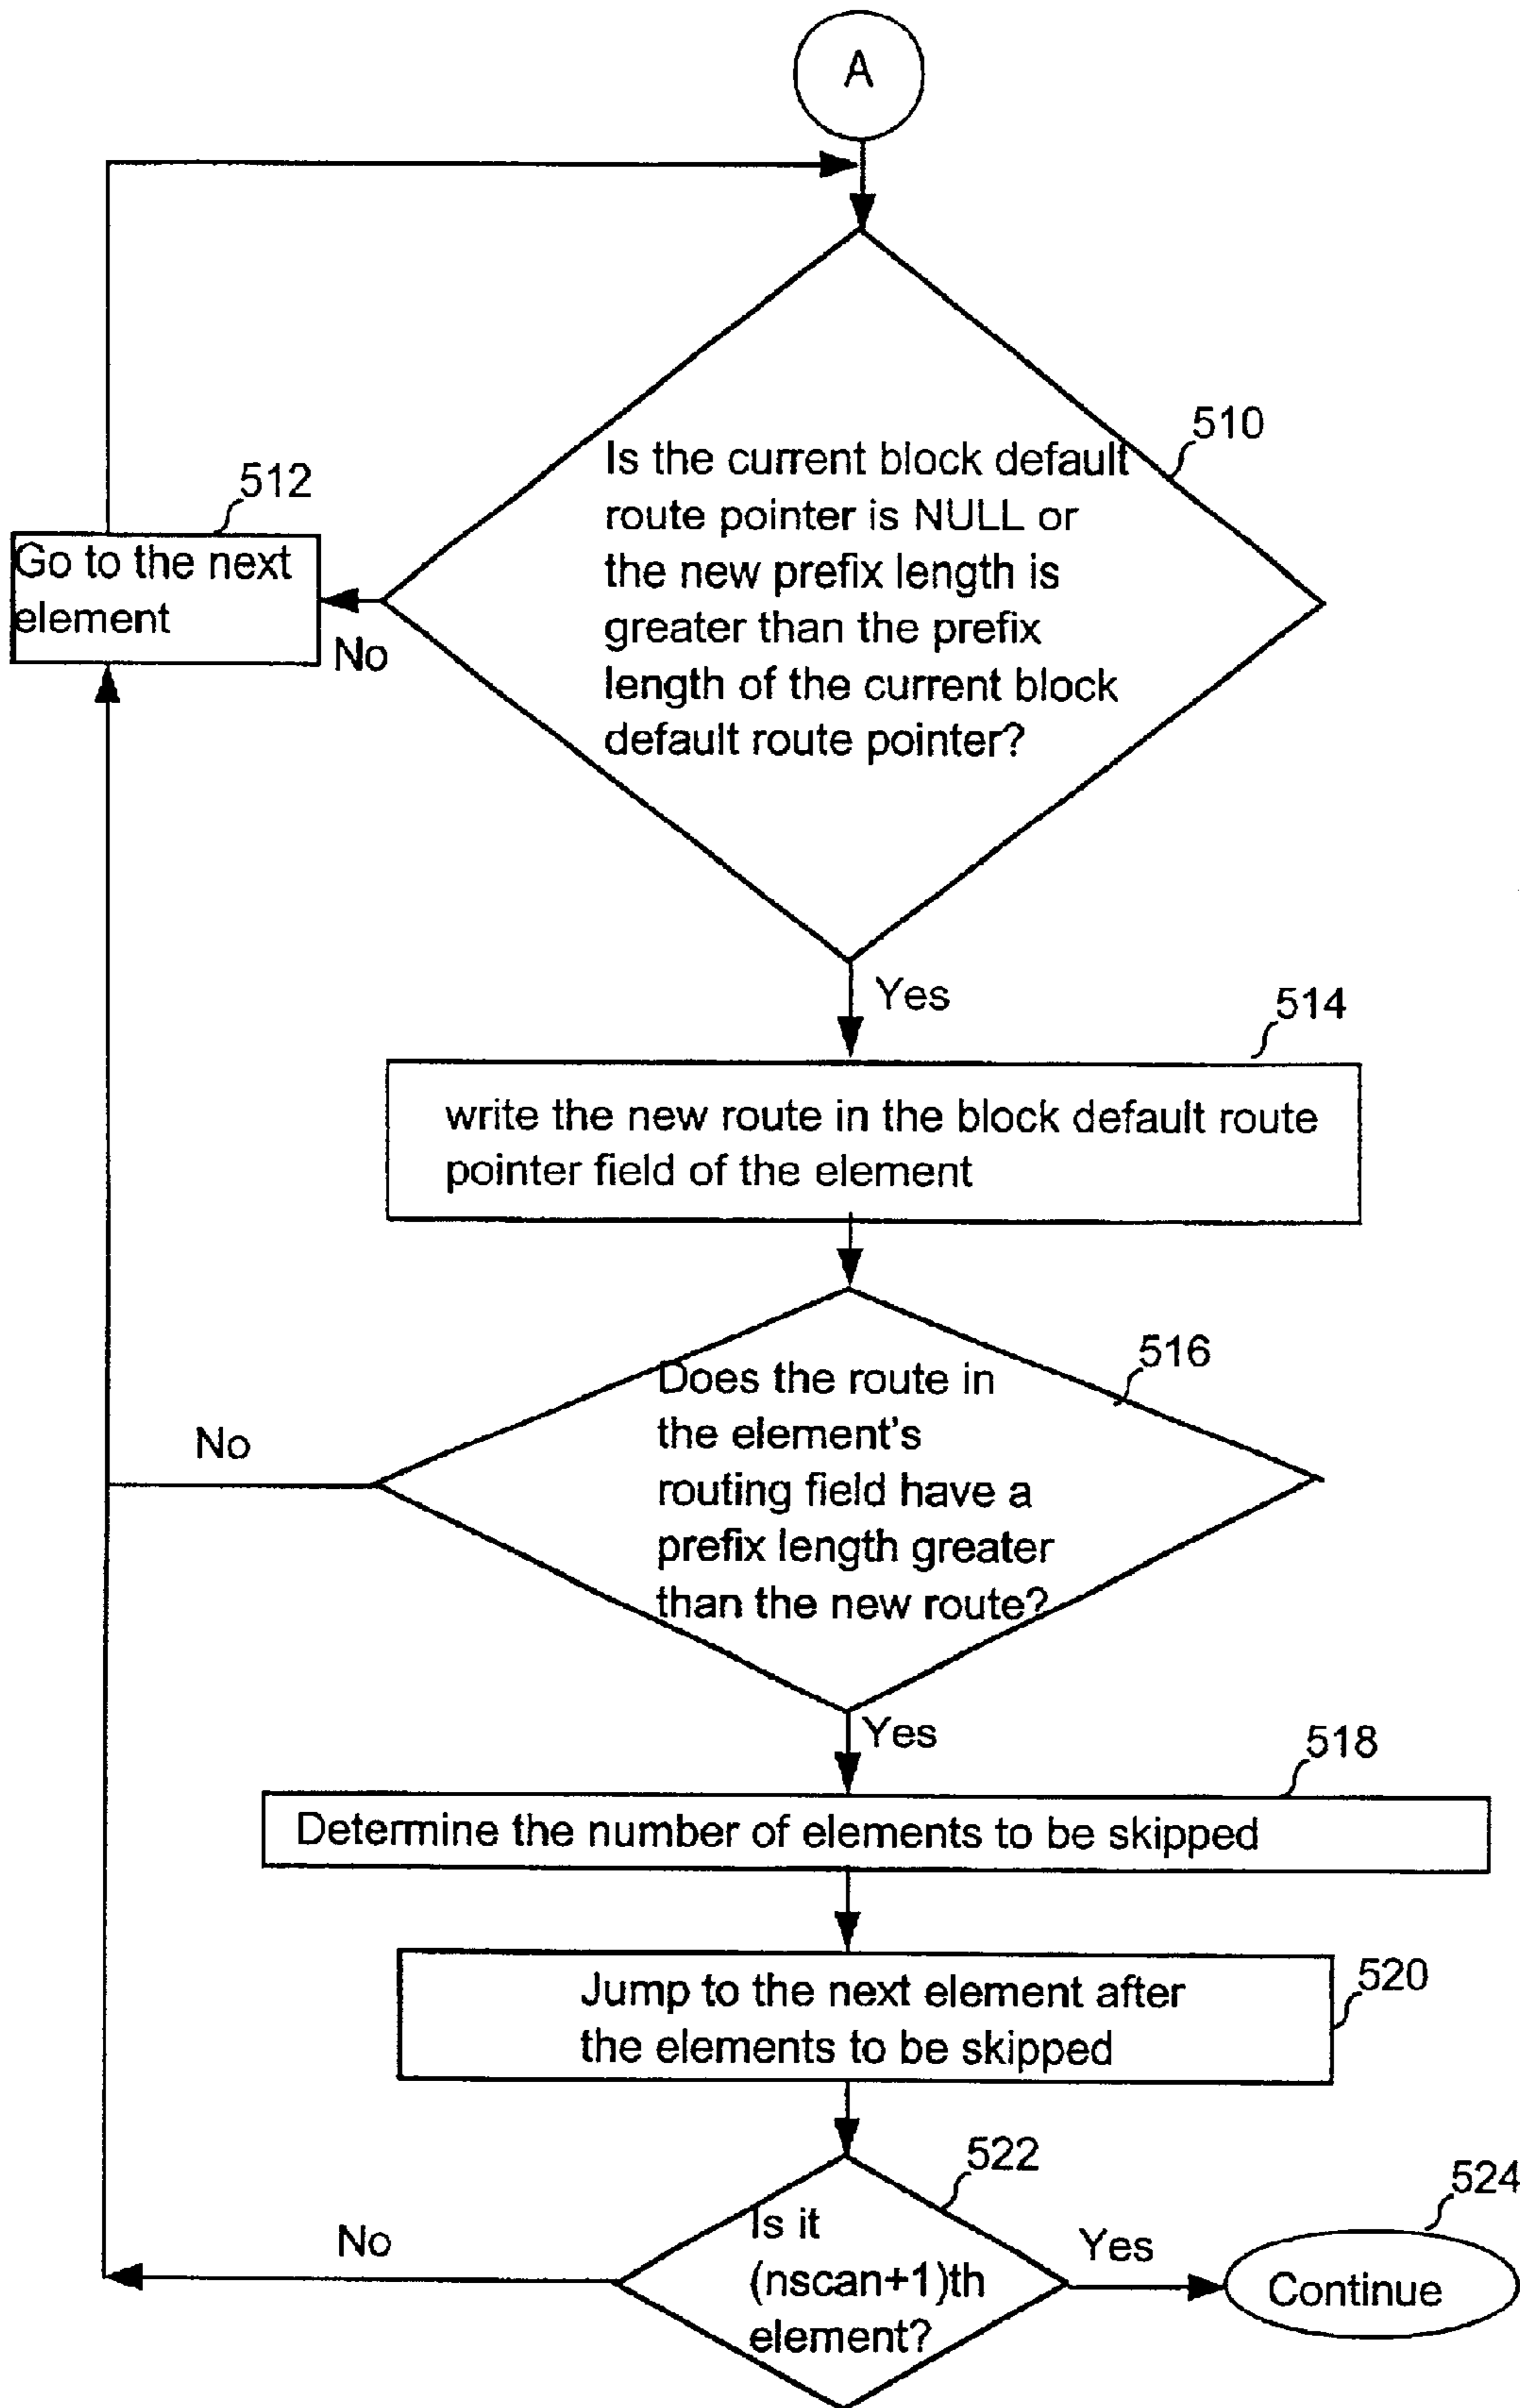 A
510
Is the current block default
route pointer is NULL or
the new prefix length is
greater than the prefix
length of the current block
default route pointer?
512
Go to the next
element
No
Yes
514
write the new route in the block default route
pointer field of the element
516
Does the route in
the element's
routing field have a
prefix length greater
than the new route?
No
Yes
518
Determine the number of elements to be skipped
520
Jump to the next element after
the elements to be skipped
522
Is it
(nscan+1)th
element?
No
Yes
524
Continue